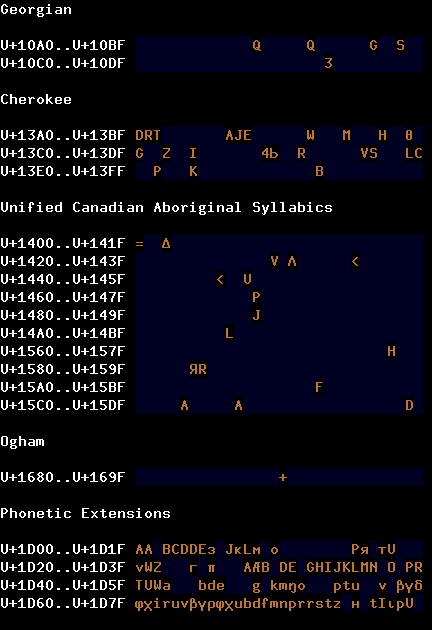 Georgian
U+10A0..U+10BF Q Q G S
U+10C0..U+10DF 3
Cherokee
U+13A0..U+13BF DRT AJE W M H θ
U+13C0..U+13DF G Z I 4Ь R VS LC
U+13E0..U+13FF P K B
Unified Canadian Aboriginal Syllabics
U+1400..U+141F = Δ
U+1420..U+143F V Λ <
U+1440..U+145F < U
U+1460..U+147F P
U+1480..U+149F J
U+14A0..U+14BF L
U+1560..U+157F H
U+1580..U+159F ЯR
U+15A0..U+15BF F
U+15C0..U+15DF A A D
Ogham
U+1680..U+169F +
Phonetic Extensions
U+1D00..U+1D1F AA BCDDEз JĸLм o Pя тU
U+1D20..U+1D3F vWZ г п AÆB DE GHIJKLMN O PR
U+1D40..U+1D5F TUWa bde g kmŋo ptu v βγδ
U+1D60..U+1D7F φχiruvβγρφχubdfmnprrstz н tIιpU